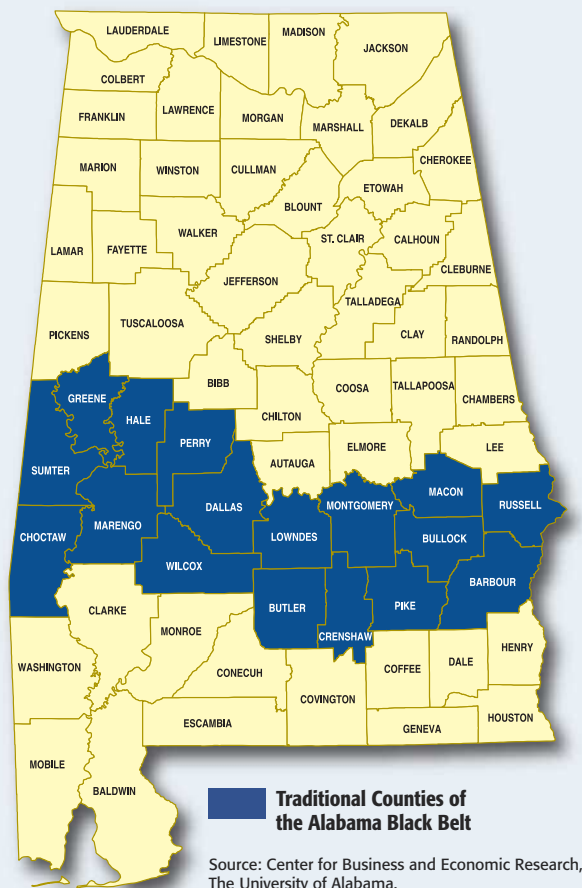 LAUDERDALE
LIMESTONE
MADISON
JACKSON
COLBERT
FRANKLIN
LAWRENCE
MORGAN
MARSHALL
DEKALB
CHEROKEE
MARION
WINSTON
CULLMAN
BLOUNT
ETOWAH
LAMAR
FAYETTE
WALKER
JEFFERSON
ST. CLAIR
CALHOUN
CLEBURNE
TALLADEGA
PICKENS
TUSCALOOSA
SHELBY
CLAY
RANDOLPH
BIBB
CHILTON
COOSA
TALLAPOOSA
CHAMBERS
GREENE
HALE
PERRY
AUTAUGA
ELMORE
LEE
SUMTER
MARENGO
DALLAS
LOWNDES
MONTGOMERY
MACON
RUSSELL
BULLOCK
CHOCTAW
WILCOX
BUTLER
CRENSHAW
PIKE
BARBOUR
CLARKE
MONROE
CONECUH
WASHINGTON
COVINGTON
COFFEE
DALE
HENRY
ESCAMBIA
GENEVA
HOUSTON
MOBILE
BALDWIN
Traditional Counties of
the Alabama Black Belt
Source: Center for Business and Economic Research,
The University of Alabama.